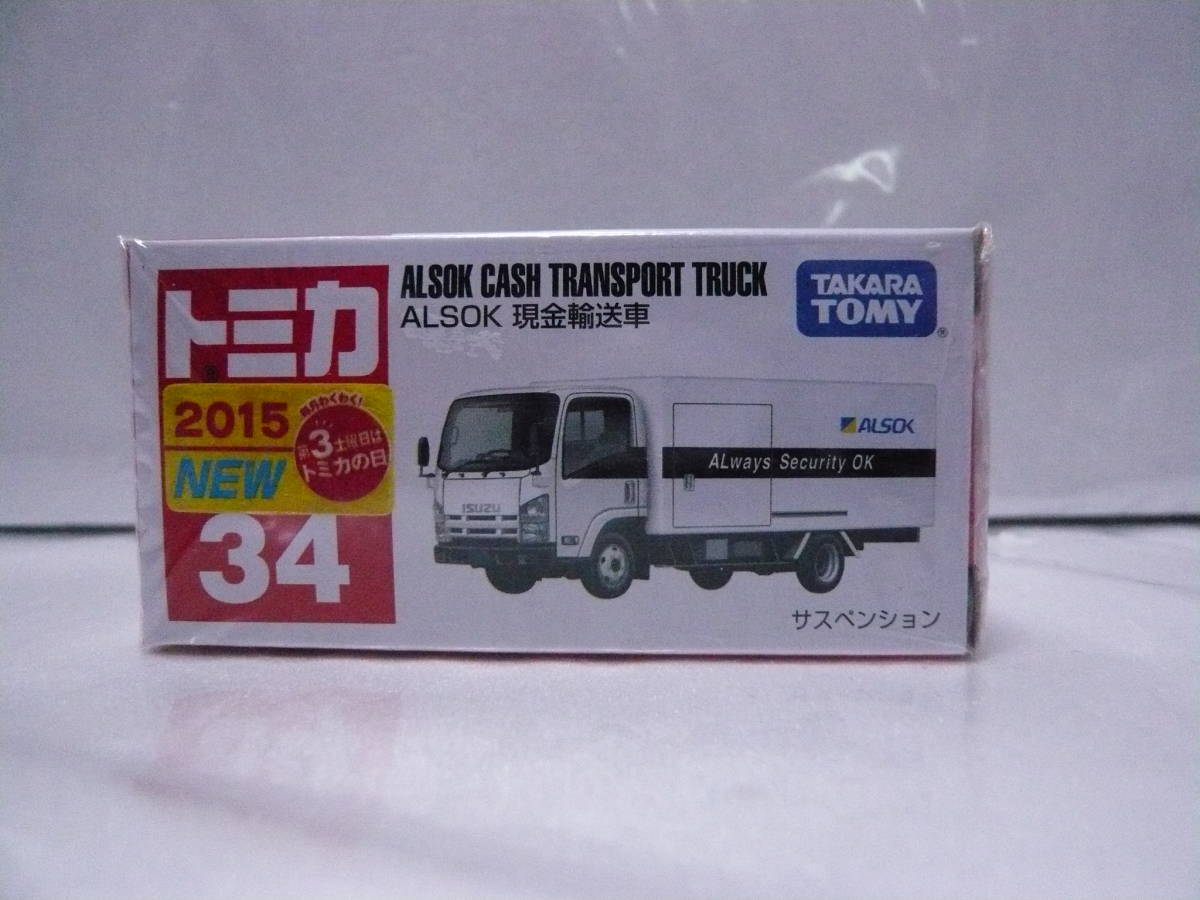 トミカ
®
2015
NEW
毎月わくわく!
第3土曜日は
トミカの日
34
ALSOK CASH TRANSPORT TRUCK
ALSOK 現金輸送車
TAKARA
TOMY
®
ALSOK
ALways Security OK
ISUZU
サスペンション